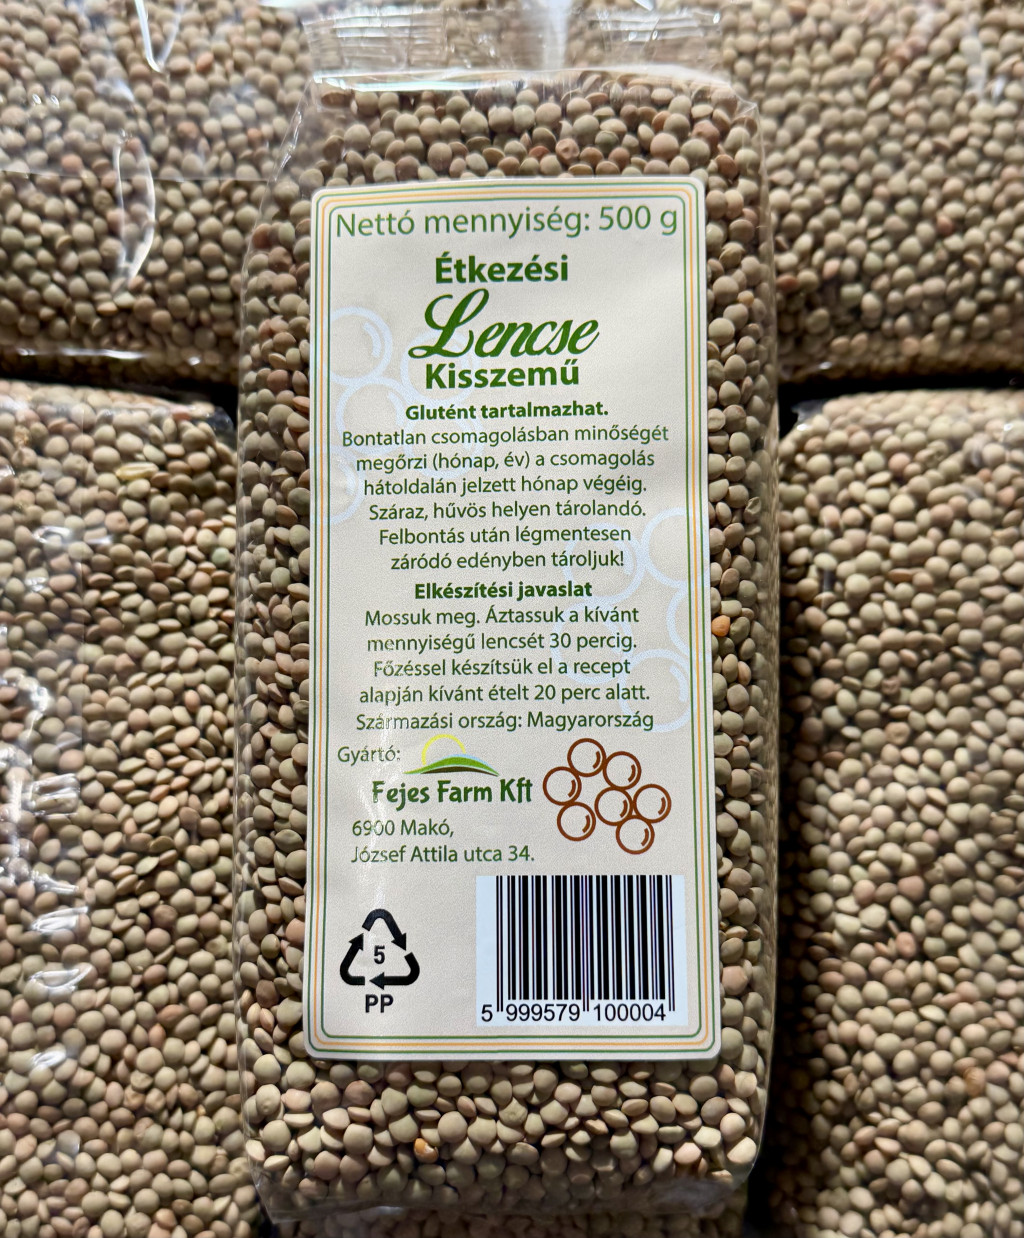 Nettó mennyiség: 500 g
Étkezési
Lencse
Kisszemű
Glutént tartalmazhat.
Bontatlan csomagolásban minőségét
megőrzi (hónap, év) a csomagolás
hátoldalán jelzett hónap végéig.
Száraz, hűvös helyen tárolandó.
Felbontás után légmentesen
záródó edényben tároljuk!
Elkészítési javaslat
Mossuk meg. Áztassuk a kívánt
mennyiségű lencsét 30 percig.
Főzéssel készítsük el a recept
alapján kívánt ételt 20 perc alatt.
Származási ország: Magyarország
Gyártó:
Fejes Farm Kft
6900 Makó,
József Attila utca 34.
5
PP
5 999579 100004